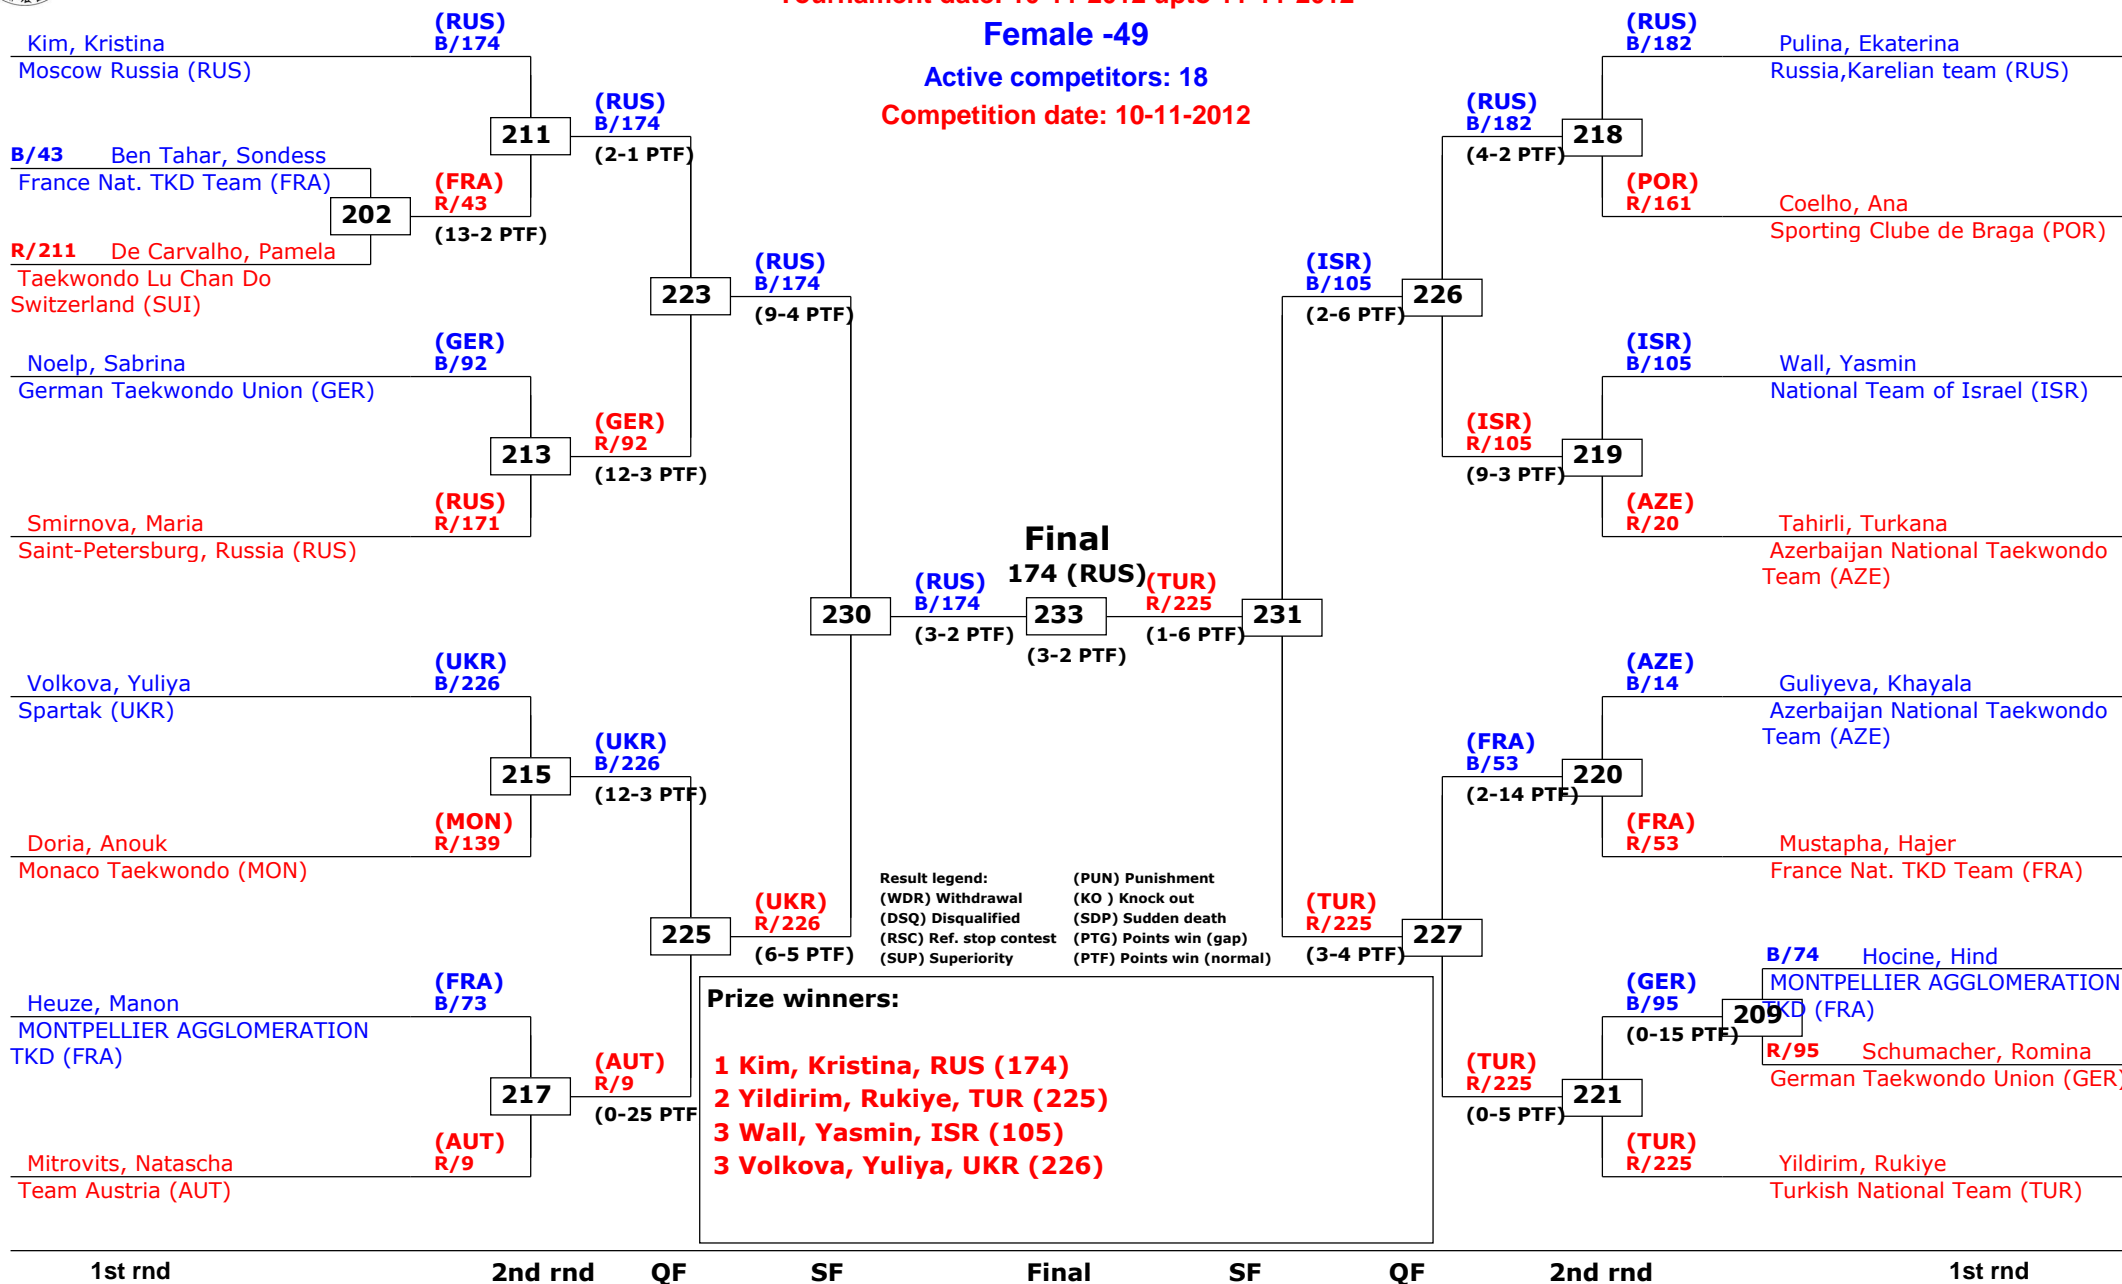 Tournament date: 10-11-2012 upto 11-11-2012
Female -49
Active competitors: 18
Competition date: 10-11-2012
Kim, Kristina
Moscow Russia (RUS)
(RUS)
B/174
B/43 Ben Tahar, Sondess
France Nat. TKD Team (FRA)
202
R/211 De Carvalho, Pamela
Taekwondo Lu Chan Do
Switzerland (SUI)
(FRA)
R/43
(13-2 PTF)
211
(RUS)
B/174
(2-1 PTF)
Noelp, Sabrina
German Taekwondo Union (GER)
(GER)
B/92
Smirnova, Maria
Saint-Petersburg, Russia (RUS)
(RUS)
R/171
213
(GER)
R/92
(12-3 PTF)
223
(RUS)
B/174
(9-4 PTF)
Volkova, Yuliya
Spartak (UKR)
(UKR)
B/226
Doria, Anouk
Monaco Taekwondo (MON)
(MON)
R/139
215
(UKR)
B/226
(12-3 PTF)
Heuze, Manon
MONTPELLIER AGGLOMERATION
TKD (FRA)
(FRA)
B/73
Mitrovits, Natascha
Team Austria (AUT)
(AUT)
R/9
217
(AUT)
R/9
(0-25 PTF
225
(UKR)
R/226
(6-5 PTF)
230
(RUS)
B/174
(3-2 PTF)
Final
174 (RUS)
233
(3-2 PTF)
(TUR)
R/225
(1-6 PTF)
231
(ISR)
B/105
(2-6 PTF)
226
(RUS)
B/182
(4-2 PTF)
218
(RUS)
B/182
Pulina, Ekaterina
Russia,Karelian team (RUS)
(POR)
R/161
Coelho, Ana
Sporting Clube de Braga (POR)
(ISR)
R/105
(9-3 PTF)
219
(ISR)
B/105
Wall, Yasmin
National Team of Israel (ISR)
(AZE)
R/20
Tahirli, Turkana
Azerbaijan National Taekwondo
Team (AZE)
(TUR)
R/225
(3-4 PTF)
227
(FRA)
B/53
(2-14 PTF)
220
(AZE)
B/14
Guliyeva, Khayala
Azerbaijan National Taekwondo
Team (AZE)
(FRA)
R/53
Mustapha, Hajer
France Nat. TKD Team (FRA)
(TUR)
R/225
(0-5 PTF)
221
(GER)
B/95
(0-15 PTF)
209
B/74 Hocine, Hind
MONTPELLIER AGGLOMERATION
TKD (FRA)
R/95 Schumacher, Romina
German Taekwondo Union (GER)
(TUR)
R/225
Yildirim, Rukiye
Turkish National Team (TUR)
Result legend: (PUN) Punishment
(WDR) Withdrawal (KO ) Knock out
(DSQ) Disqualified (SDP) Sudden death
(RSC) Ref. stop contest (PTG) Points win (gap)
(SUP) Superiority (PTF) Points win (normal)
Prize winners:
1 Kim, Kristina, RUS (174)
2 Yildirim, Rukiye, TUR (225)
3 Wall, Yasmin, ISR (105)
3 Volkova, Yuliya, UKR (226)
1st rnd 2nd rnd QF SF Final SF QF 2nd rnd 1st rnd